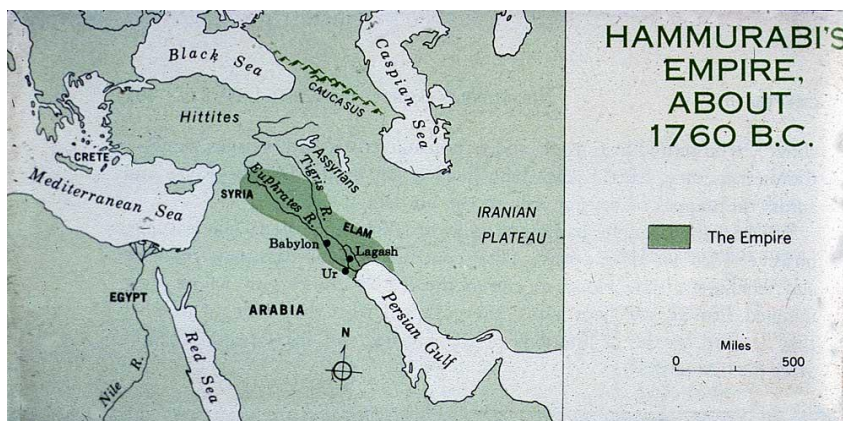 HAMMURABI'S
EMPIRE,
ABOUT
1760 B.C.
The Empire
Miles
0 500
Black Sea
CAUCASUS
Caspian Sea
Hittites
CRETE
Mediterranean Sea
Assyrians
Tigris R.
Euphrates R.
SYRIA
ELAM
IRANIAN
PLATEAU
Babylon
Lagash
Ur
EGYPT
ARABIA
Persian Gulf
Red Sea
Nile R.
N